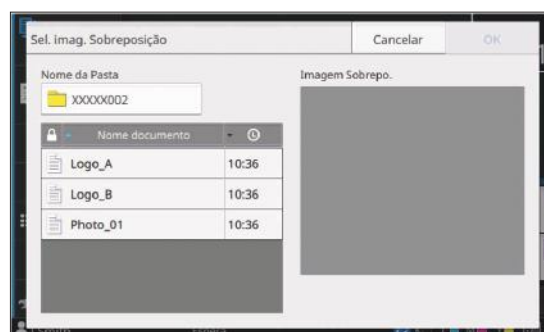 Sel. imag. Sobreposição
Cancelar
OK
Nome da Pasta
Imagem Sobrepo.
XXXXX002
Nome documento
Logo_A
10:36
Logo_B
10:36
Photo_01
10:36